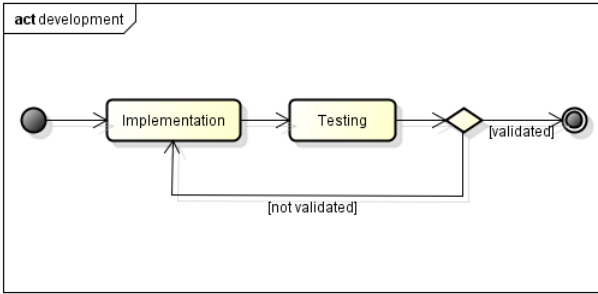 act development
Implementation
Testing
[validated]
[not validated]